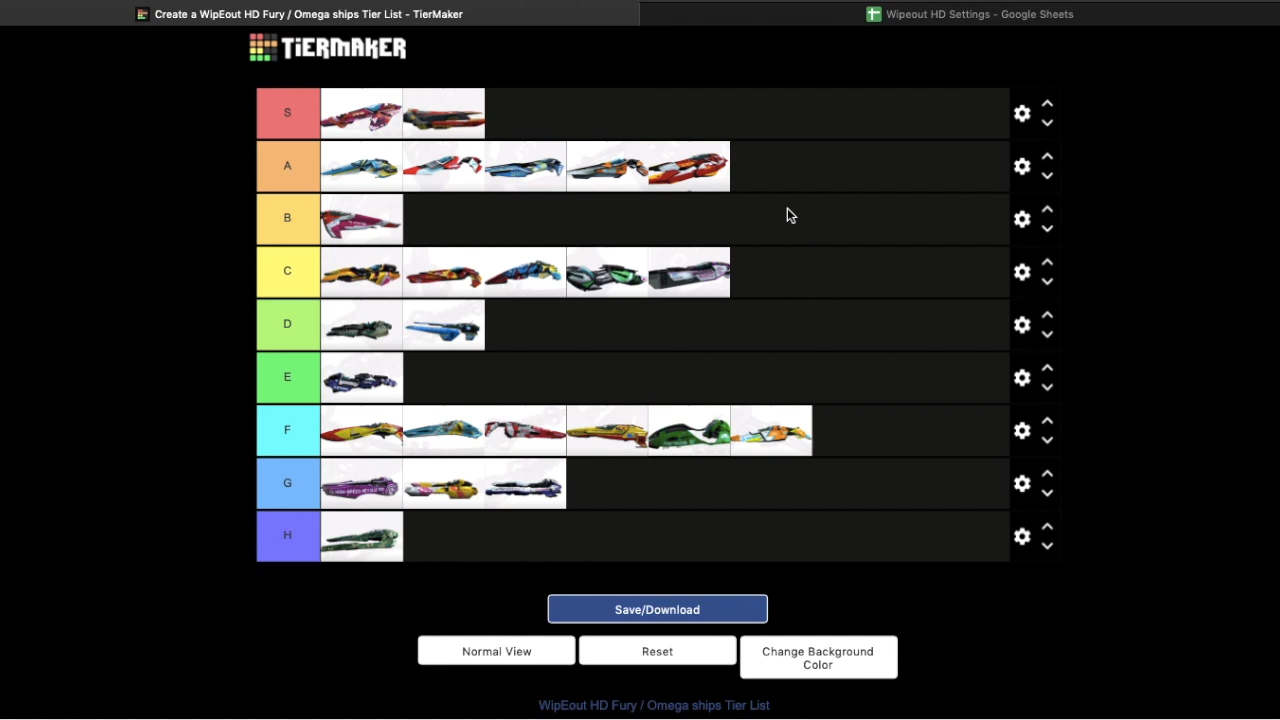 Create a WipEout HD Fury / Omega ships Tier List - TierMaker
Wipeout HD Settings - Google Sheets
TiERMAKER
S
A
B
C
D
E
F
G
H
Save/Download
Normal View
Reset
Change Background
Color
WipEout HD Fury / Omega ships Tier List